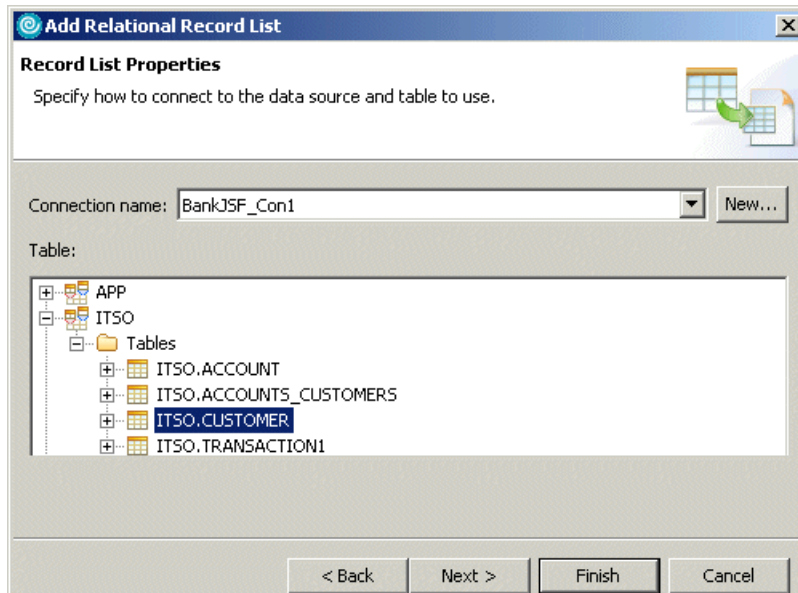 Add Relational Record List
Record List Properties
Specify how to connect to the data source and table to use.
Connection name: BankJSF_Con1 New...
Table:
APP
ITSO
Tables
ITSO.ACCOUNT
ITSO.ACCOUNTS_CUSTOMERS
ITSO.CUSTOMER
ITSO.TRANSACTION1
< Back Next > Finish Cancel